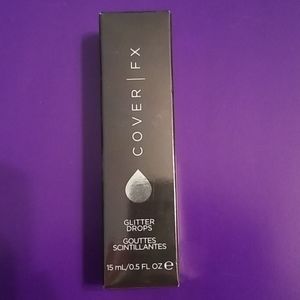 COVER | FX
GLITTER
DROPS
GOUTTES
SCINTILLANTES
15 mL/0.5 FL OZ ℮